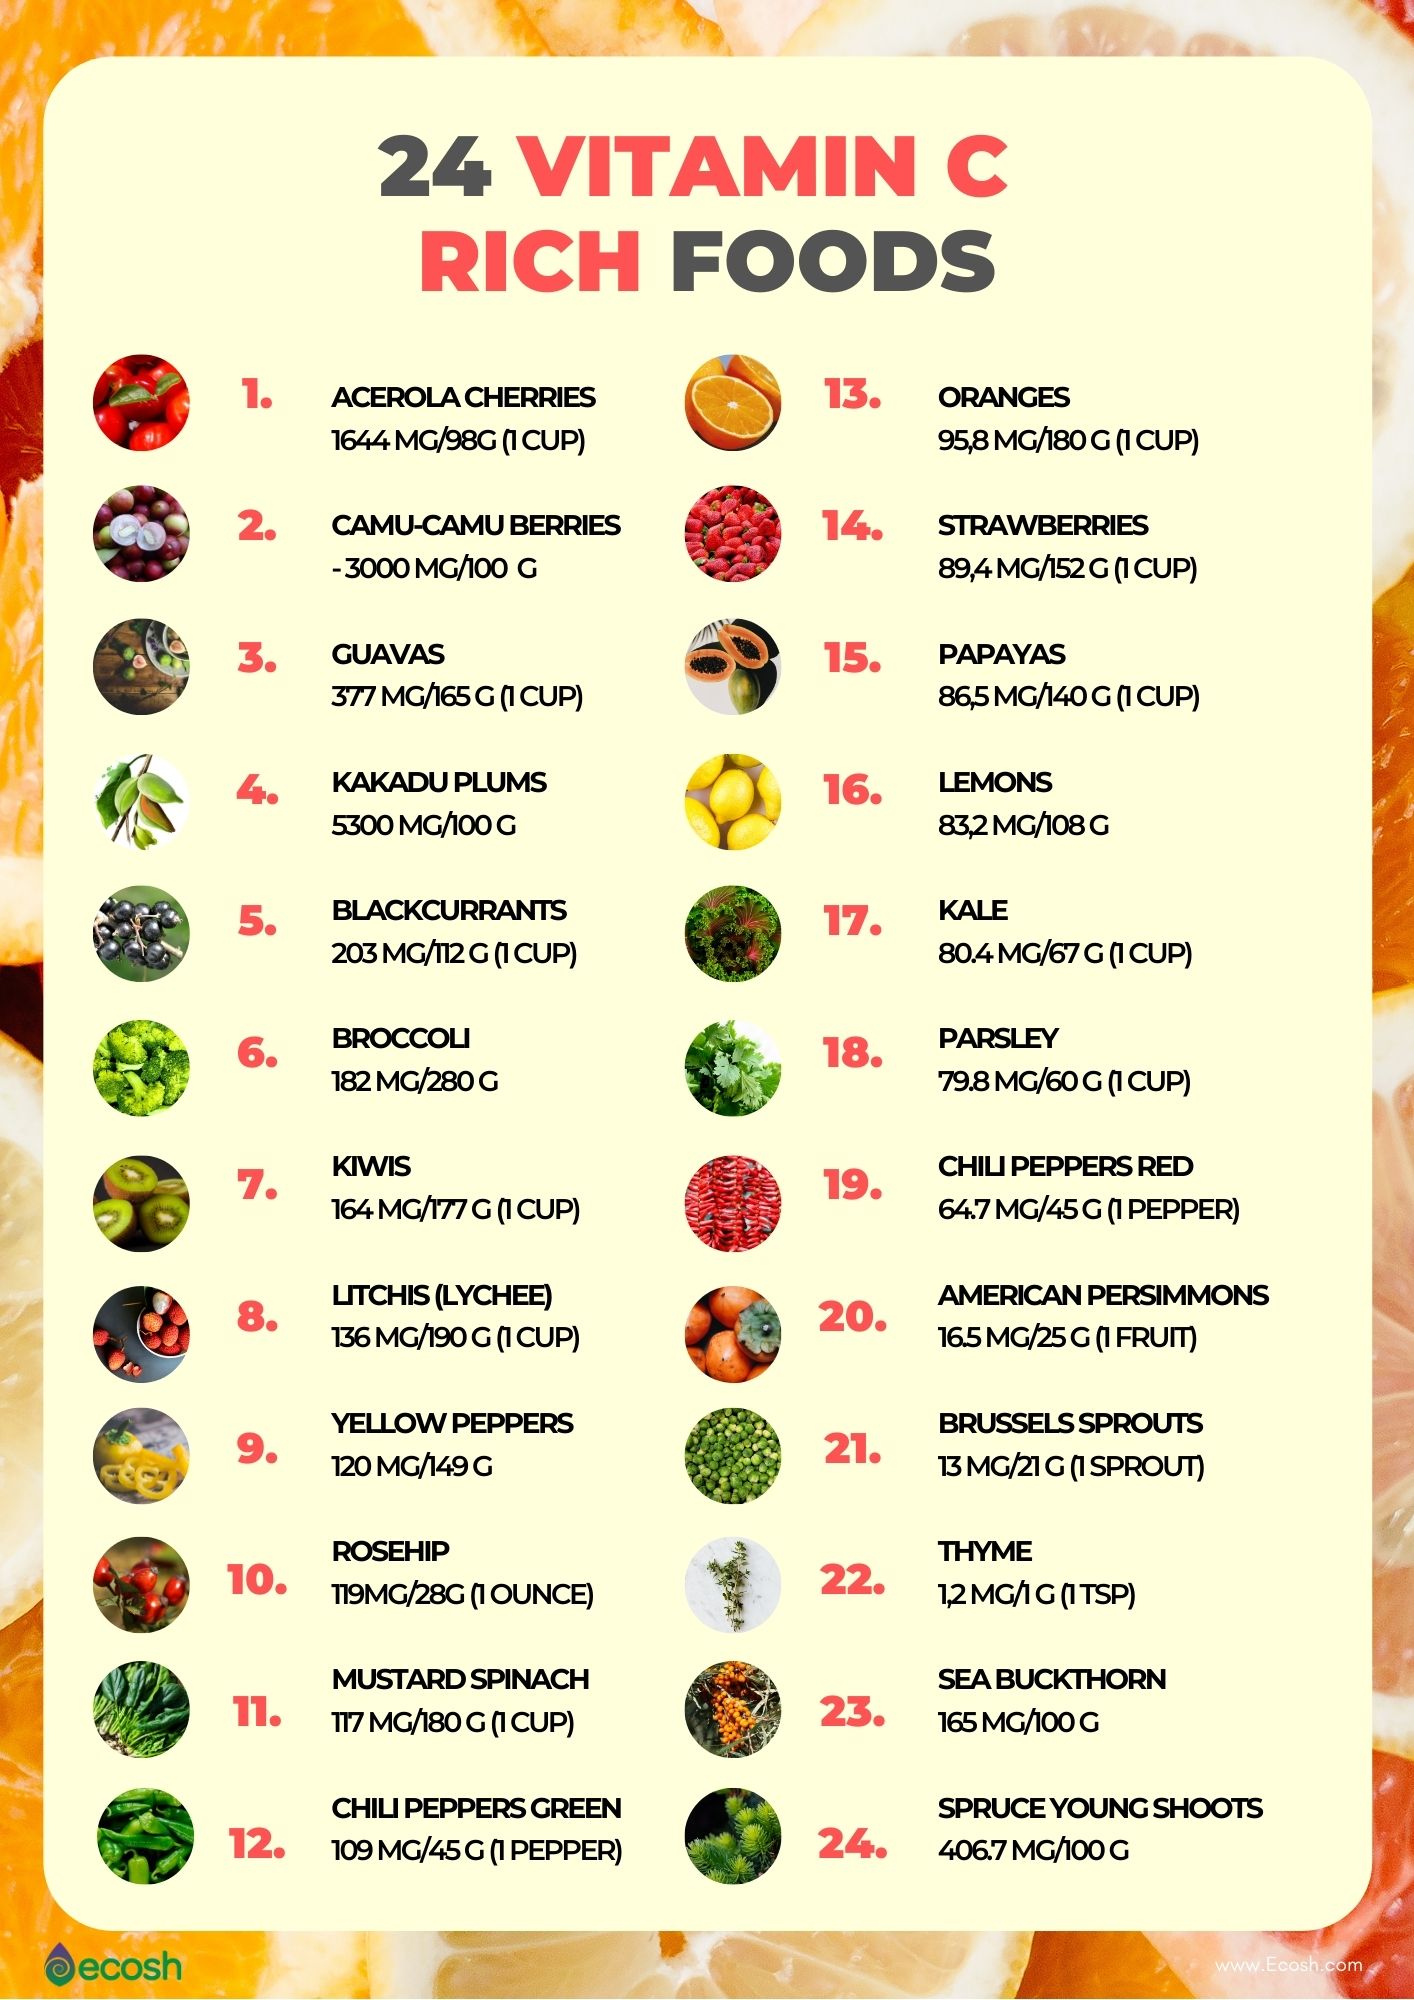 24 VITAMIN C
RICH FOODS
1.
ACEROLA CHERRIES
1644 MG/98G (1 CUP)
2.
CAMU-CAMU BERRIES
- 3000 MG/100 G
3.
GUAVAS
377 MG/165 G (1 CUP)
4.
KAKADU PLUMS
5300 MG/100 G
5.
BLACKCURRANTS
203 MG/112 G (1 CUP)
6.
BROCCOLI
182 MG/280 G
7.
KIWIS
164 MG/177 G (1 CUP)
8.
LITCHIS (LYCHEE)
136 MG/190 G (1 CUP)
9.
YELLOW PEPPERS
120 MG/149 G
10.
ROSEHIP
119MG/28G (1 OUNCE)
11.
MUSTARD SPINACH
117 MG/180 G (1 CUP)
12.
CHILI PEPPERS GREEN
109 MG/45 G (1 PEPPER)
13.
ORANGES
95,8 MG/180 G (1 CUP)
14.
STRAWBERRIES
89,4 MG/152 G (1 CUP)
15.
PAPAYAS
86,5 MG/140 G (1 CUP)
16.
LEMONS
83,2 MG/108 G
17.
KALE
80.4 MG/67 G (1 CUP)
18.
PARSLEY
79.8 MG/60 G (1 CUP)
19.
CHILI PEPPERS RED
64.7 MG/45 G (1 PEPPER)
20.
AMERICAN PERSIMMONS
16.5 MG/25 G (1 FRUIT)
21.
BRUSSELS SPROUTS
13 MG/21 G (1 SPROUT)
22.
THYME
1,2 MG/1 G (1 TSP)
23.
SEA BUCKTHORN
165 MG/100 G
24.
SPRUCE YOUNG SHOOTS
406.7 MG/100 G
ecosh
www.Ecosh.com